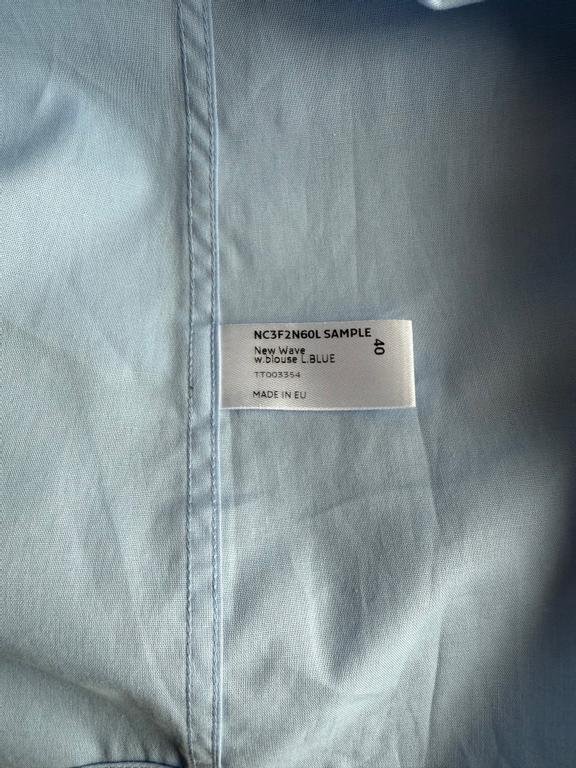 NC3F2N60L SAMPLE
New Wave
w.blouse L.BLUE
TT003354
MADE IN EU
40